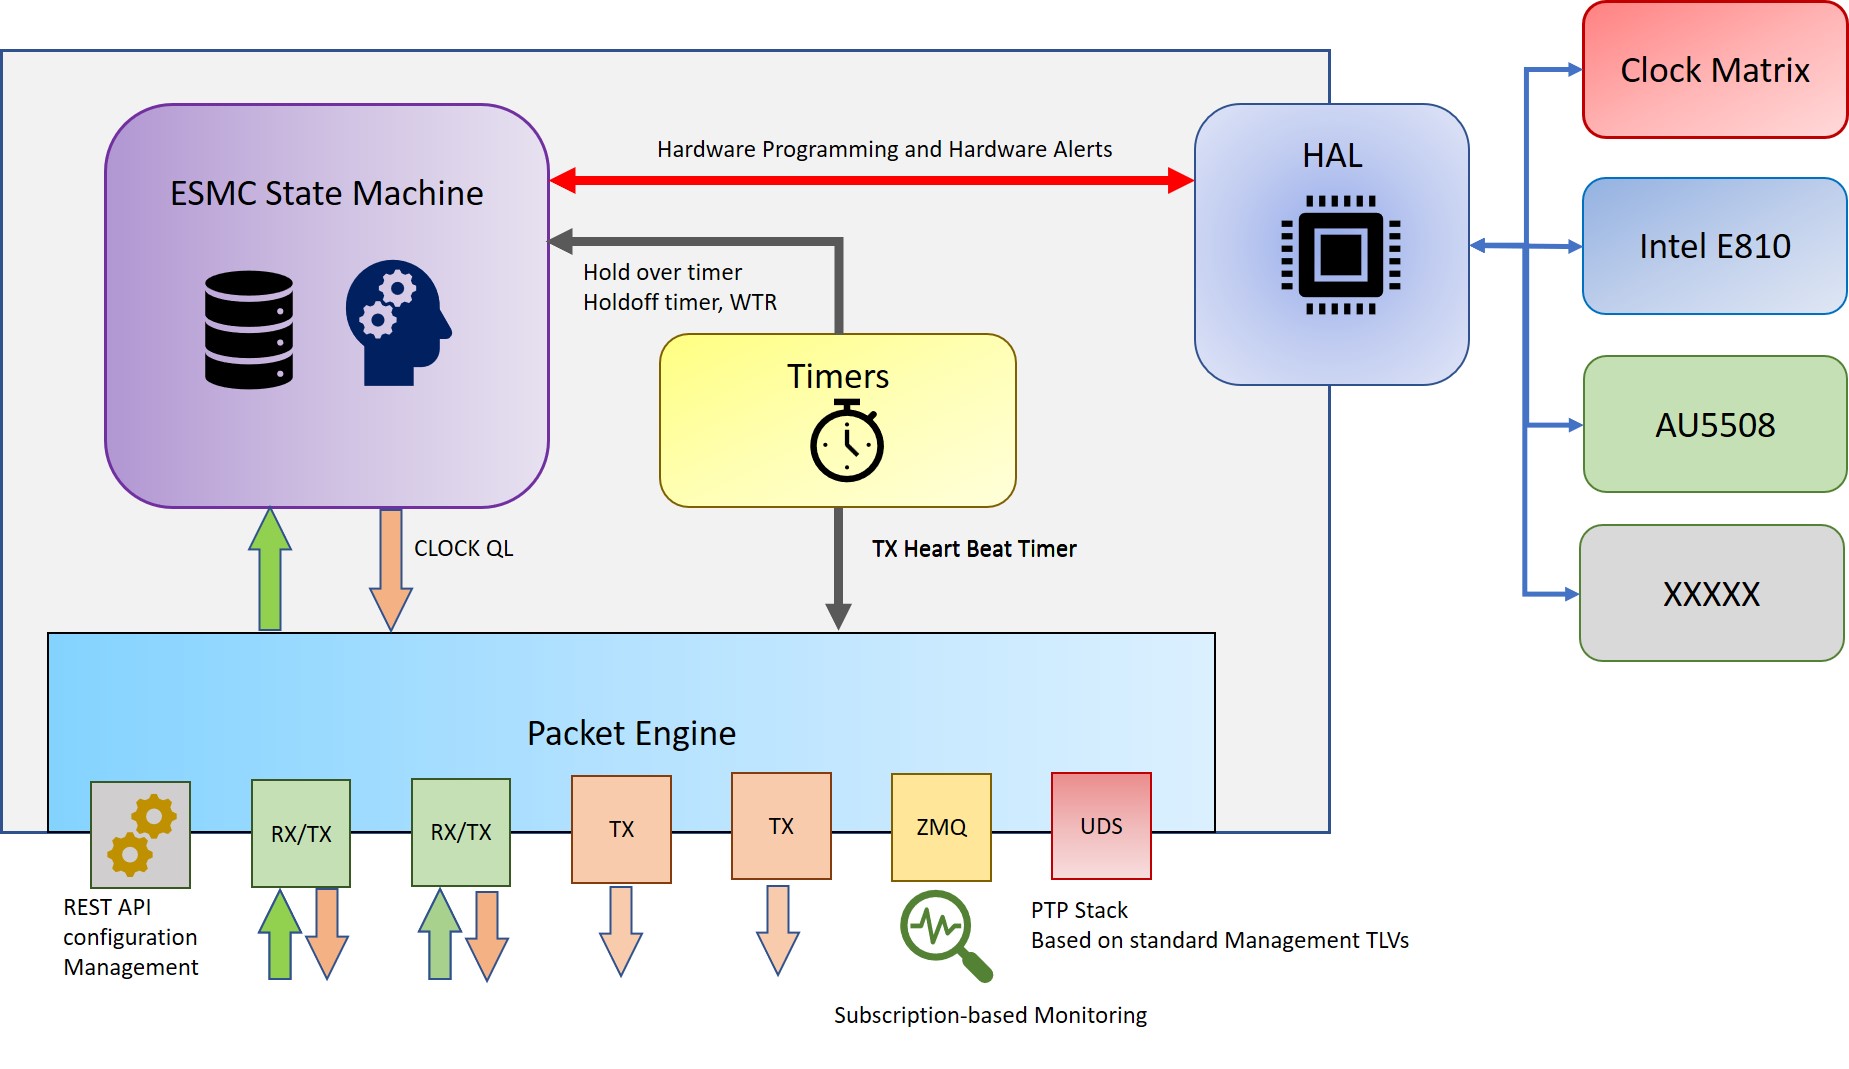 Clock Matrix
Hardware Programming and Hardware Alerts
HAL
ESMC State Machine
Intel E810
Hold over timer
Holdoff timer, WTR
Timers
AU5508
CLOCK QL
TX Heart Beat Timer
XXXXX
Packet Engine
RX/TX
RX/TX
TX
TX
ZMQ
UDS
REST API
configuration
Management
PTP Stack
Based on standard Management TLVs
Subscription-based Monitoring